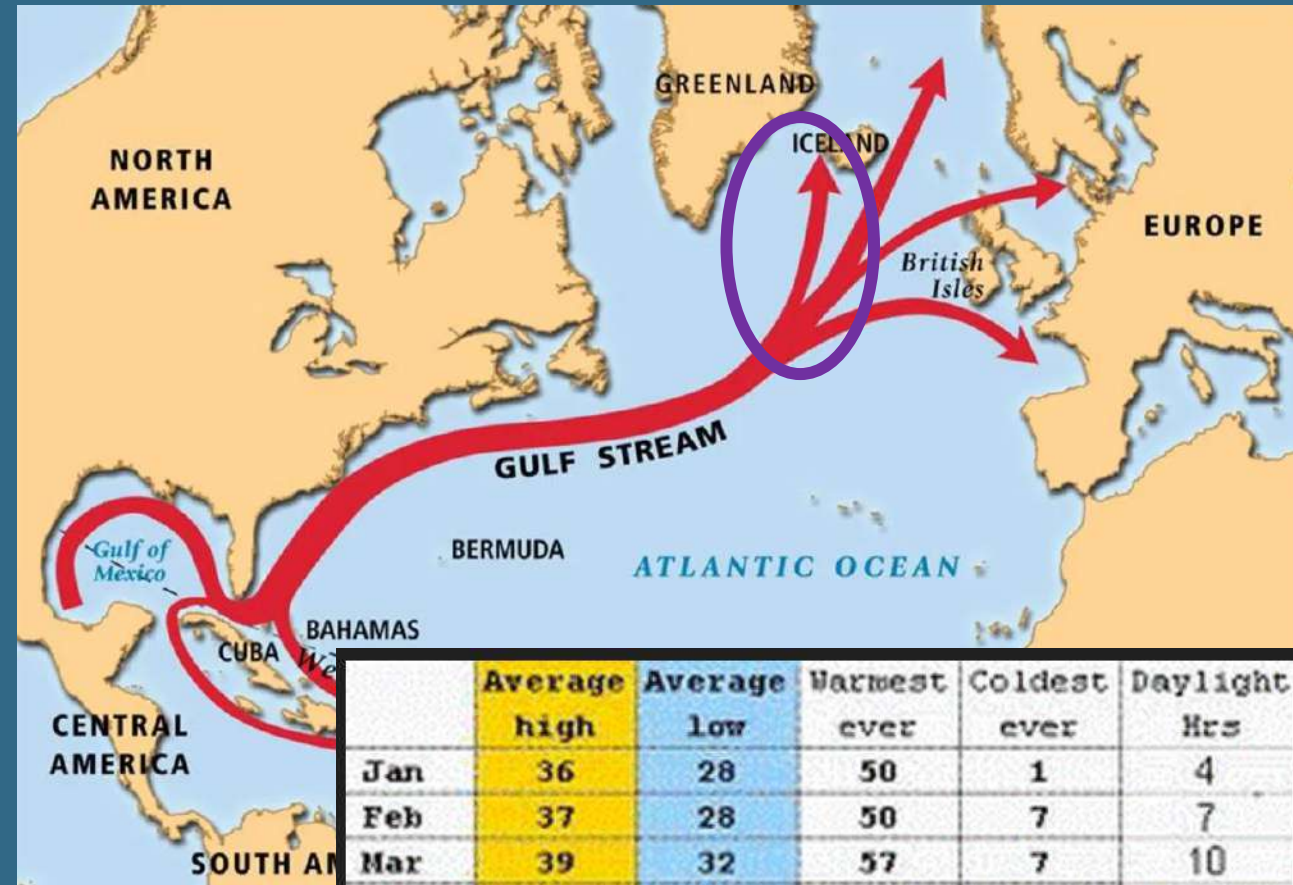 GREENLAND
ICELAND
NORTH
AMERICA
EUROPE
British
Isles
GULF STREAM
Gulf of
Mexico
BERMUDA
ATLANTIC OCEAN
BAHAMAS
CUBA
CENTRAL
AMERICA
SOUTH
Average Average Warmest Coldest Daylight
high low ever ever Hrs
Jan 36 28 50 1 4
Feb 37 28 50 7 7
Mar 39 32 57 7 10